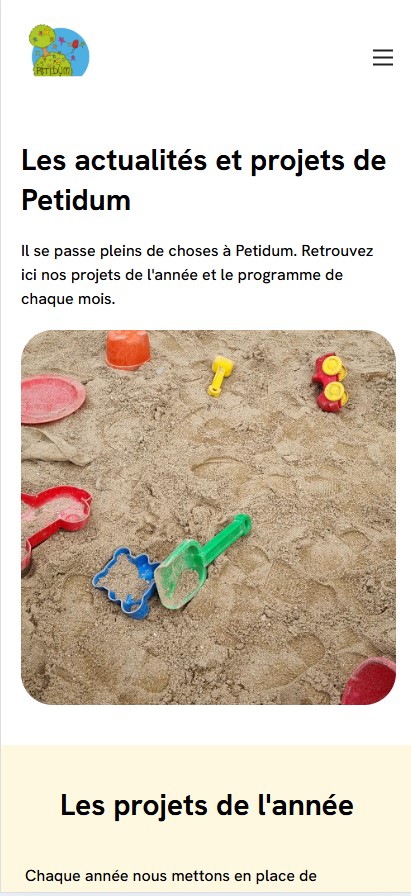 PETIDUM
Les actualités et projets de
Petidum
Il se passe pleins de choses à Petidum. Retrouvez
ici nos projets de l'année et le programme de
chaque mois.
Les projets de l'année
Chaque année nous mettons en place de